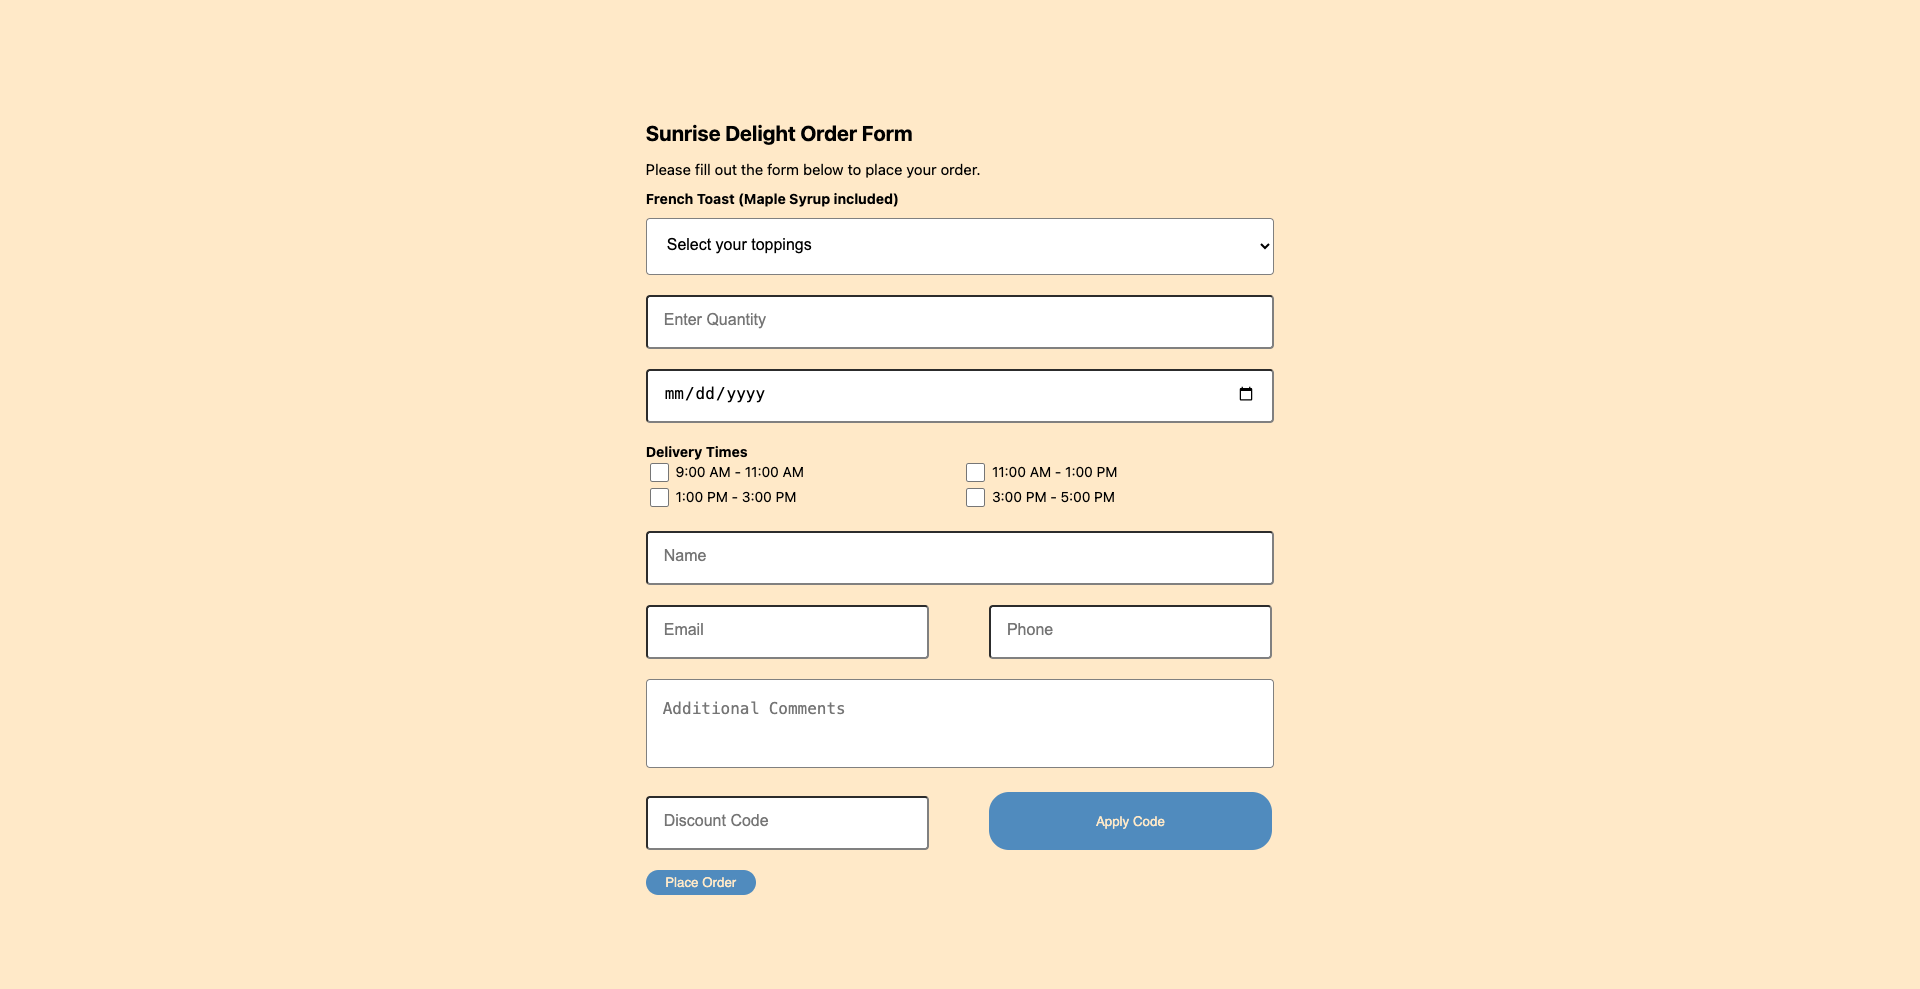 Sunrise Delight Order Form
Please fill out the form below to place your order.
French Toast (Maple Syrup included)
Select your toppings
Enter Quantity
mm/dd/yyyy
Delivery Times
9:00 AM - 11:00 AM
11:00 AM - 1:00 PM
1:00 PM - 3:00 PM
3:00 PM - 5:00 PM
Name
Email
Phone
Additional Comments
Discount Code
Apply Code
Place Order